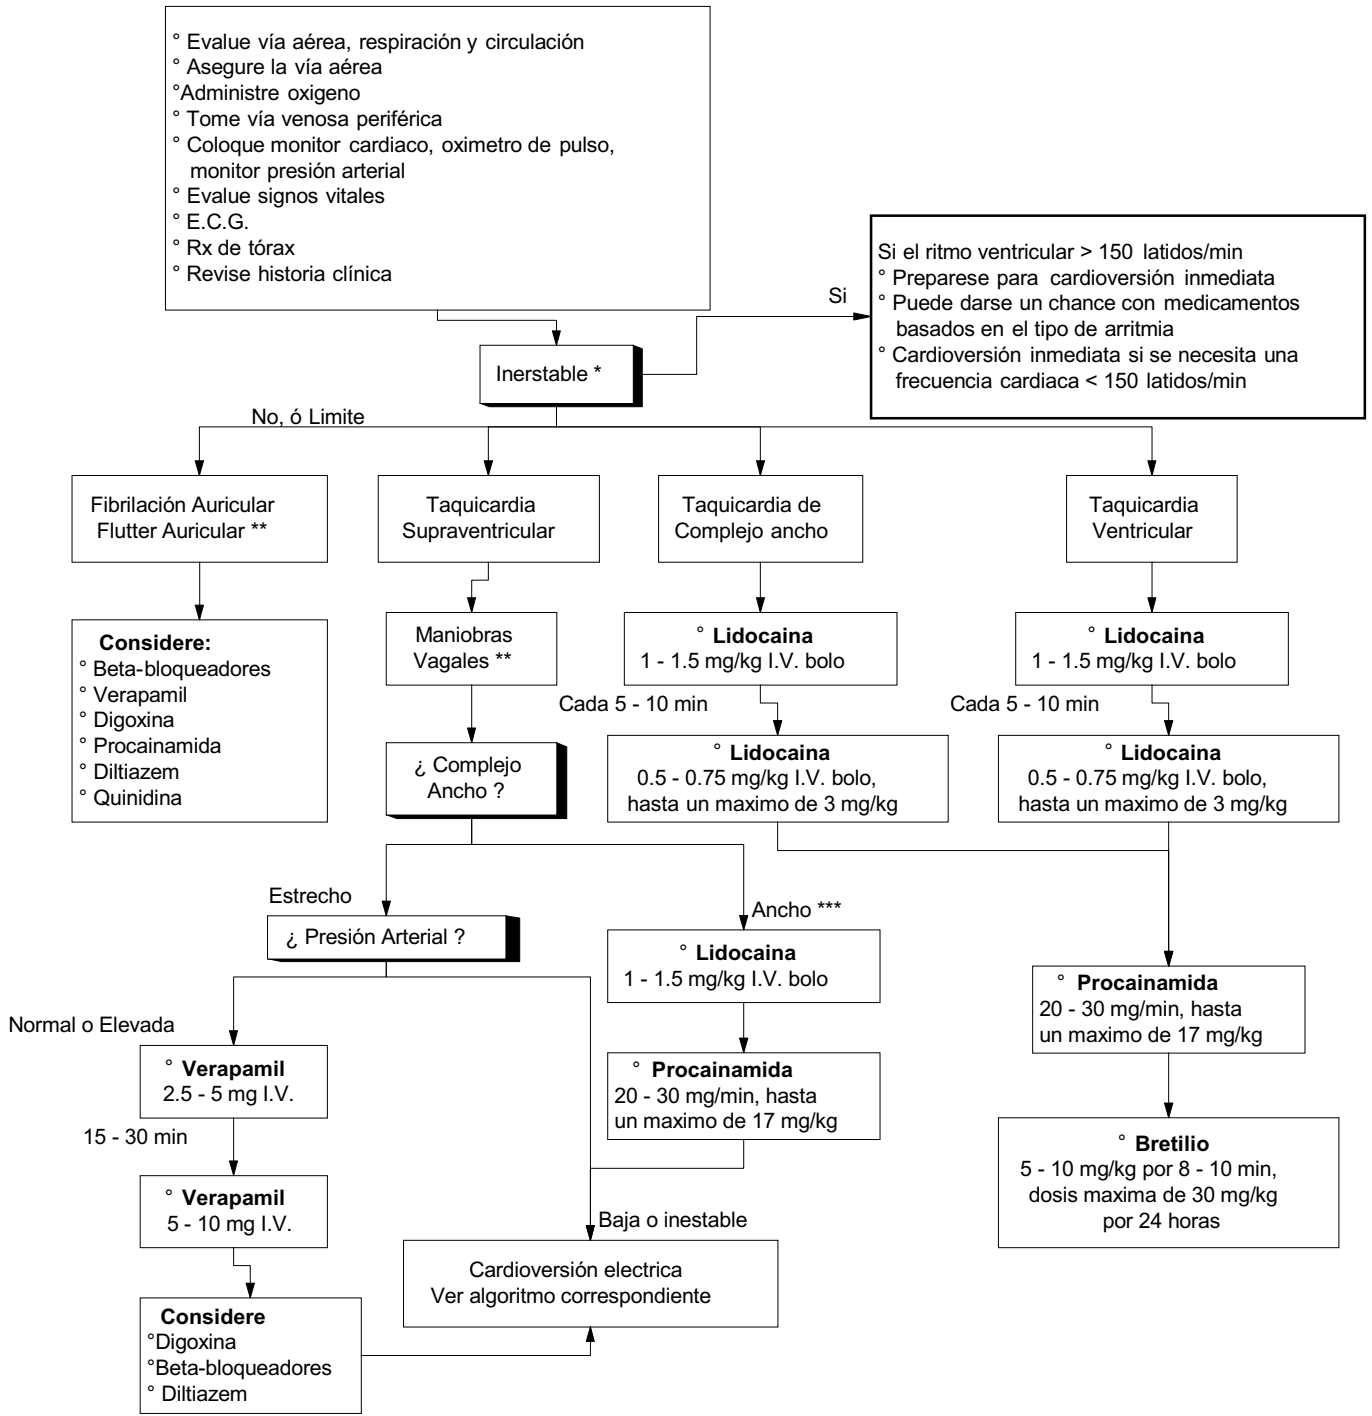 ° Evalue vía aérea, respiración y circulación
° Asegure la vía aérea
°Administre oxigeno
° Tome vía venosa periférica
° Coloque monitor cardiaco, oximetro de pulso,
monitor presión arterial
° Evalue signos vitales
° E.C.G.
° Rx de tórax
° Revise historia clínica
Si el ritmo ventricular > 150 latidos/min
° Preparese para cardioversión inmediata
° Puede darse un chance con medicamentos
basados en el tipo de arritmia
° Cardioversión inmediata si se necesita una
frecuencia cardiaca < 150 latidos/min
Si
Inerstable *
No, ó Limite
Fibrilación Auricular
Flutter Auricular **
Taquicardia
Supraventricular
Taquicardia de
Complejo ancho
Taquicardia
Ventricular
Considere:
° Beta-bloqueadores
° Verapamil
° Digoxina
° Procainamida
° Diltiazem
° Quinidina
Maniobras
Vagales **
° Lidocaina
1 - 1.5 mg/kg I.V. bolo
° Lidocaina
1 - 1.5 mg/kg I.V. bolo
Cada 5 - 10 min
Cada 5 - 10 min
¿ Complejo
Ancho ?
° Lidocaina
0.5 - 0.75 mg/kg I.V. bolo,
hasta un maximo de 3 mg/kg
° Lidocaina
0.5 - 0.75 mg/kg I.V. bolo,
hasta un maximo de 3 mg/kg
Estrecho
Ancho ***
¿ Presión Arterial ?
° Lidocaina
1 - 1.5 mg/kg I.V. bolo
° Procainamida
20 - 30 mg/min, hasta
un maximo de 17 mg/kg
Normal o Elevada
° Verapamil
2.5 - 5 mg I.V.
° Procainamida
20 - 30 mg/min, hasta
un maximo de 17 mg/kg
15 - 30 min
° Bretilio
5 - 10 mg/kg por 8 - 10 min,
dosis maxima de 30 mg/kg
por 24 horas
° Verapamil
5 - 10 mg I.V.
Baja o inestable
Cardioversión electrica
Ver algoritmo correspondiente
Considere
°Digoxina
°Beta-bloqueadores
° Diltiazem